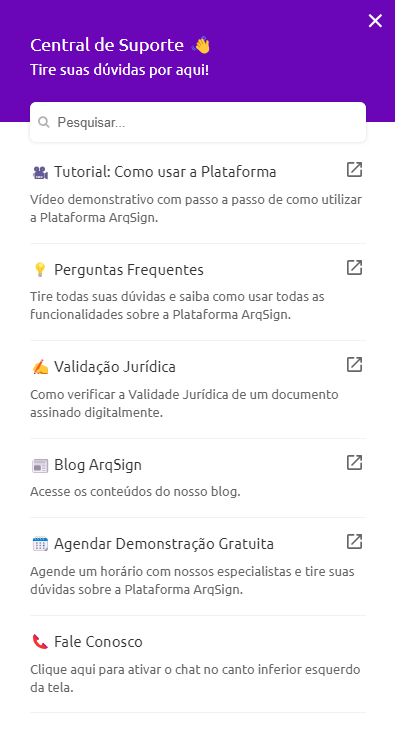 Central de Suporte 👋
Tire suas dúvidas por aqui!
Pesquisar...
Tutorial: Como usar a Plataforma
Vídeo demonstrativo com passo a passo de como utilizar
a Plataforma ArqSign.
Perguntas Frequentes
Tire todas suas dúvidas e saiba como usar todas as
funcionalidades sobre a Plataforma ArqSign.
Validação Jurídica
Como verificar a Validade Jurídica de um documento
assinado digitalmente.
Blog ArqSign
Acesse os conteúdos do nosso blog.
Agendar Demonstração Gratuita
Agende um horário com nossos especialistas e tire suas
dúvidas sobre a Plataforma ArqSign.
Fale Conosco
Clique aqui para ativar o chat no canto inferior esquerdo
da tela.